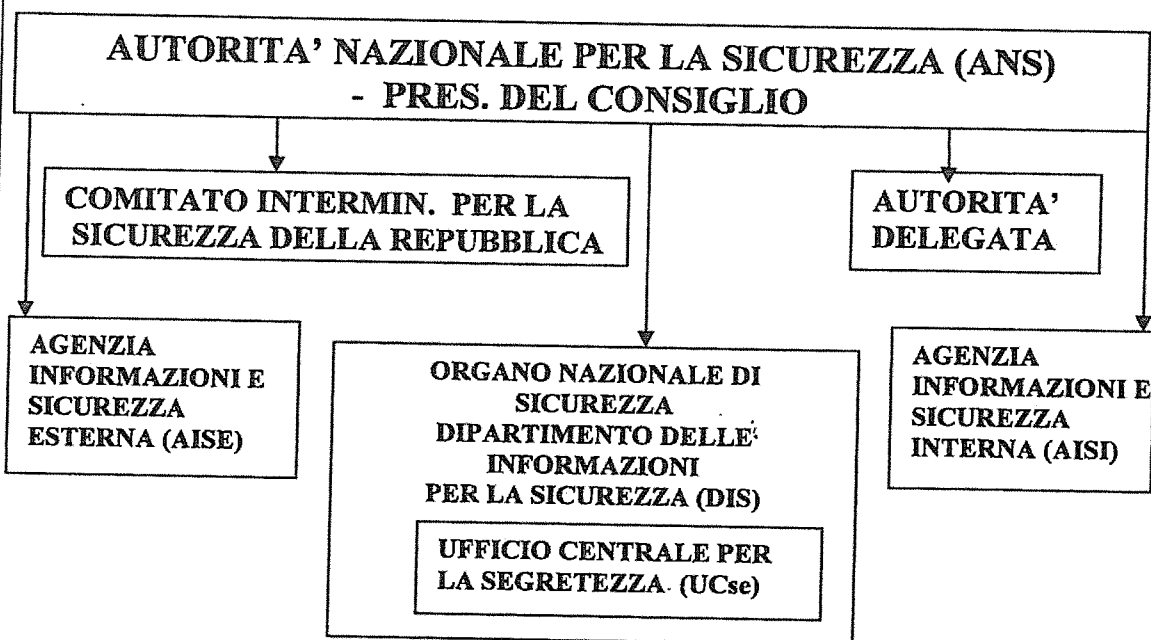 AUTORITA' NAZIONALE PER LA SICUREZZA (ANS)
- PRES. DEL CONSIGLIO
COMITATO INTERMIN. PER LA
SICUREZZA DELLA REPUBBLICA
AUTORITA'
DELEGATA
AGENZIA
INFORMAZIONI E
SICUREZZA
ESTERNA (AISE)
ORGANO NAZIONALE DI
SICUREZZA
DIPARTIMENTO DELLE
INFORMAZIONI
PER LA SICUREZZA (DIS)
UFFICIO CENTRALE PER
LA SEGRETEZZA. (UCse)
AGENZIA
INFORMAZIONI E
SICUREZZA
INTERNA (AISI)